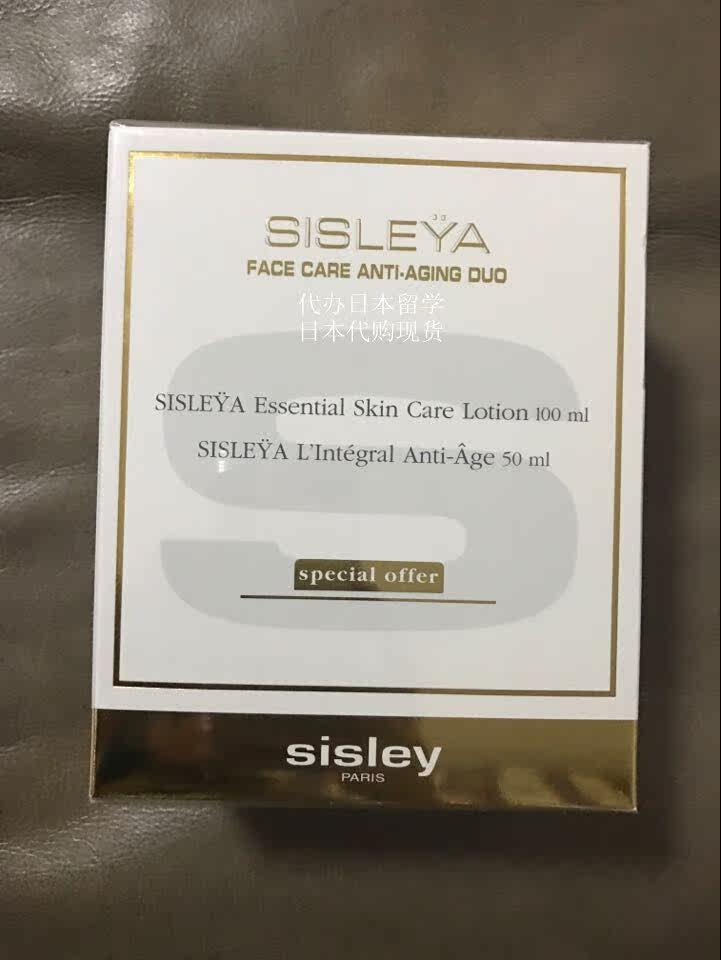 SISLEŸA
FACE CARE ANTI-AGING DUO
代办日本留学
日本代购现货
SISLEŸA Essential Skin Care Lotion 100 ml
SISLEŸA L'Intégral Anti-Âge 50 ml
special offer
sisley
PARIS